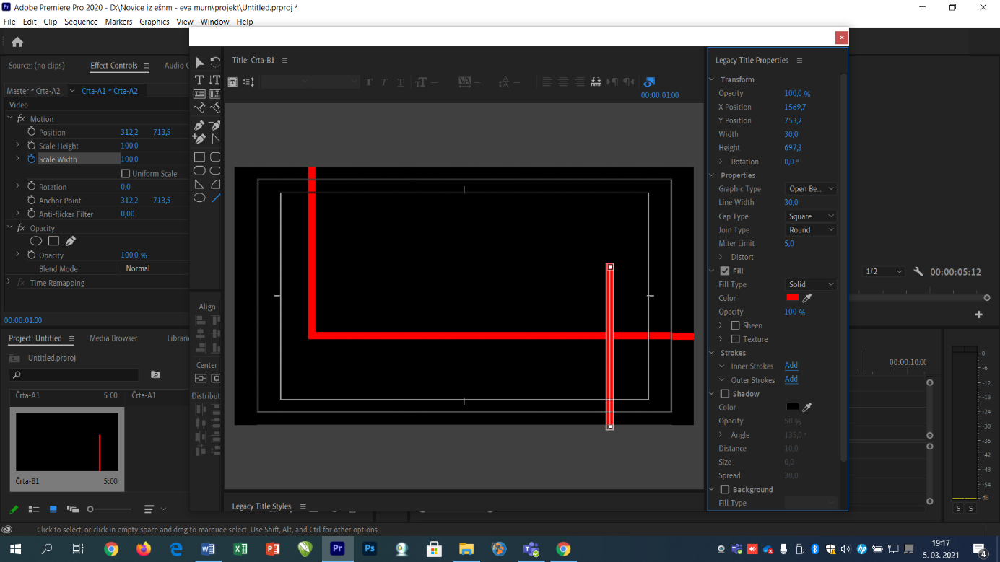 Adobe Premiere Pro 2020 - D:\Novice iz ešnm - eva murn\projekt\Untitled.prproj *
File Edit Clip Sequence Markers Graphics View Window Help
Source: (no clips) Effect Controls Audio C
Master * Črta-A2 Črta-A1 * Črta-A2
Video
fx Motion
Position 312,2 713,5
Scale Height 100,0
Scale Width 100,0
Uniform Scale
Rotation 0,0
Anchor Point 312,2 713,5
Anti-flicker Filter 0,00
fx Opacity
Opacity 100,0 %
Blend Mode Normal
fx Time Remapping
00:00:01:00
Project: Untitled Media Browser Librari
Untitled.prproj
Črta-A1 5:00 Črta-A1
Črta-B1 5:00
Title: Črta-B1
00:00:01:00
Align
Center
Distribut
Legacy Title Styles
Legacy Title Properties
Transform
Opacity 100,0 %
X Position 1569,7
Y Position 753,2
Width 30,0
Height 697,3
Rotation 0,0 °
Properties
Graphic Type Open Be...
Line Width 30,0
Cap Type Square
Join Type Round
Miter Limit 5,0
Distort
Fill
Fill Type Solid
Color
Opacity 100 %
Sheen
Texture
Strokes
Inner Strokes Add
Outer Strokes Add
Shadow
Color
Opacity 50 %
Angle 135,0 °
Distance 10,0
Size 0,0
Spread 30,0
Background
Fill Type
1/2 00:00:05:12
00:00:10:0
0
-6
-12
-18
-24
-30
-36
-42
-48
-54
dB
S S
Click to select, or click in empty space and drag to marquee select. Use Shift, Alt, and Ctrl for other options.
19:17
5. 03. 2021
4